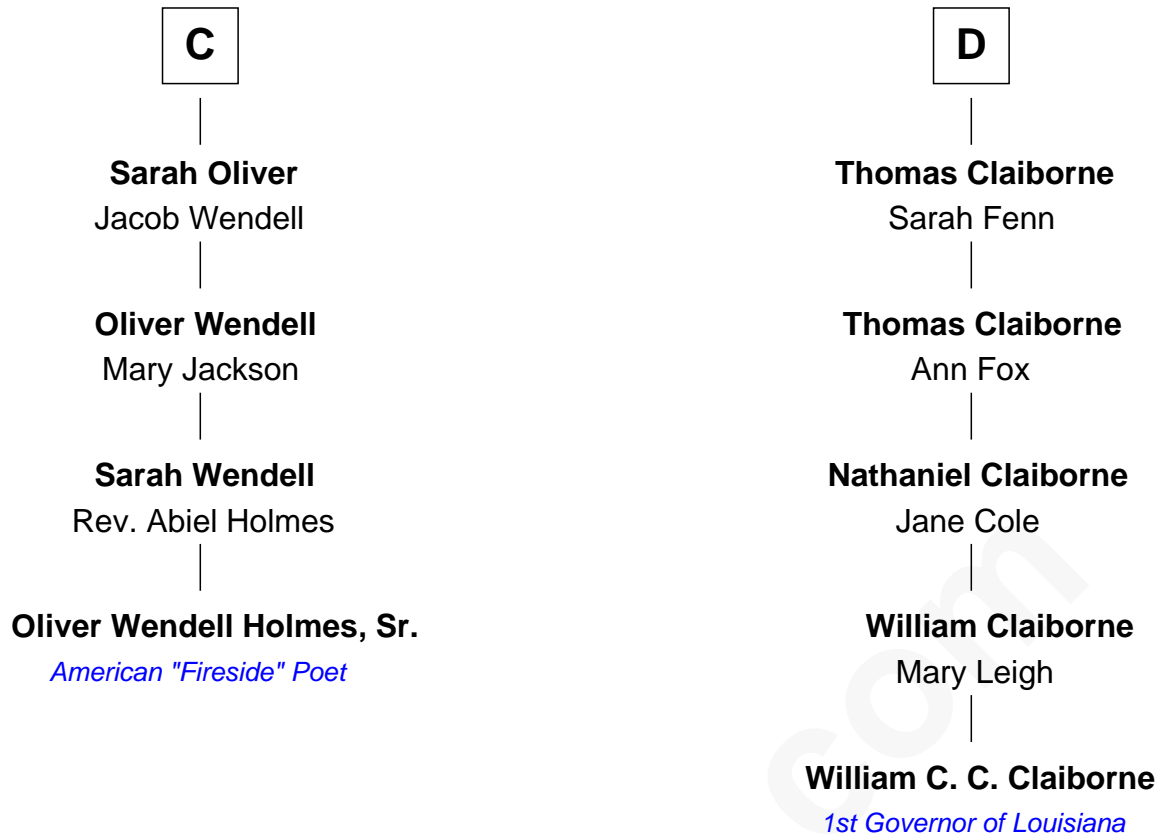 C
Sarah Oliver
Jacob Wendell
Oliver Wendell
Mary Jackson
Sarah Wendell
Rev. Abiel Holmes
Oliver Wendell Holmes, Sr.
American "Fireside" Poet
D
Thomas Claiborne
Sarah Fenn
Thomas Claiborne
Ann Fox
Nathaniel Claiborne
Jane Cole
William Claiborne
Mary Leigh
William C. C. Claiborne
1st Governor of Louisiana
com